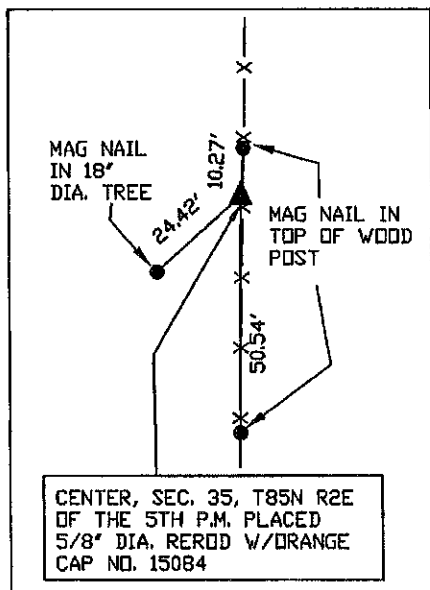 MAG NAIL
IN 18"
DIA. TREE
10.27'
24.42'
MAG NAIL IN
TOP OF WOOD
POST
50.54'
CENTER, SEC. 35, T85N R2E
OF THE 5TH P.M. PLACED
5/8" DIA. REROD W/ORANGE
CAP NO. 15084